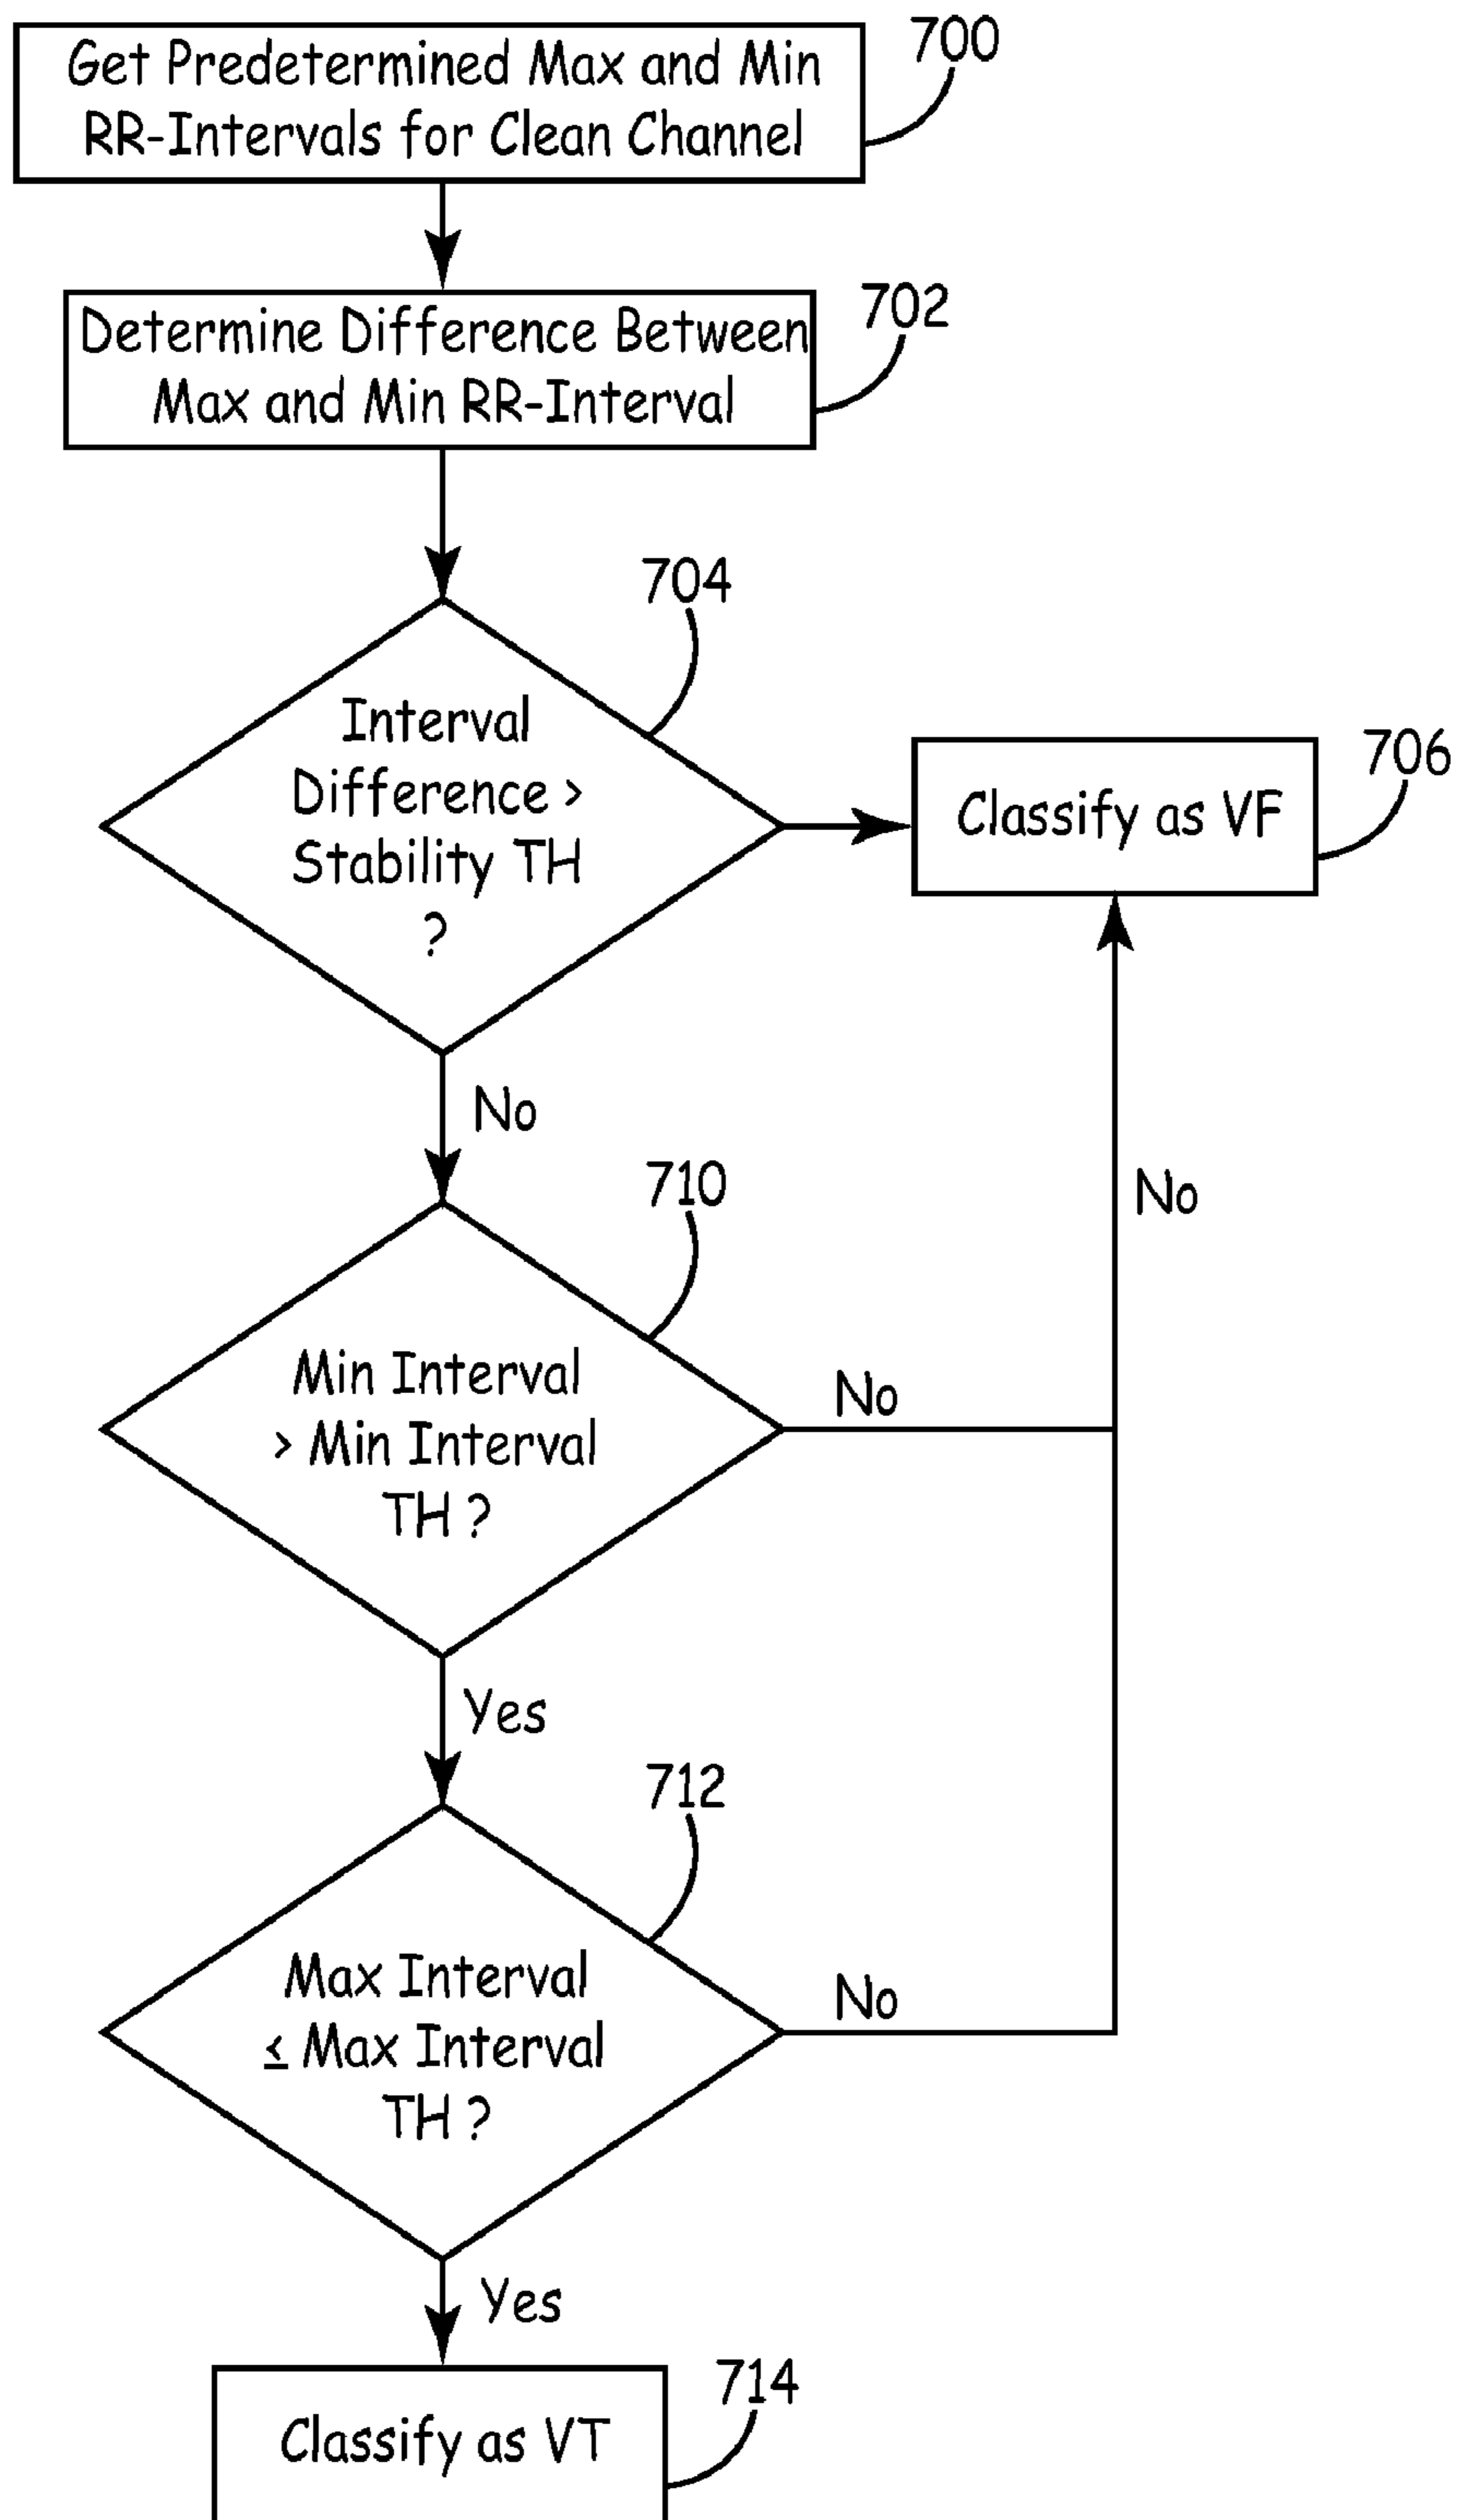 Get Predetermined Max and Min
RR-Intervals for Clean Channel
700
Determine Difference Between
Max and Min RR-Interval
702
704
Interval
Difference >
Stability TH
?
706
Classify as VF
No
710
No
Min Interval
> Min Interval
TH ?
No
Yes
712
Max Interval
≤ Max Interval
TH ?
No
Yes
714
Classify as VT